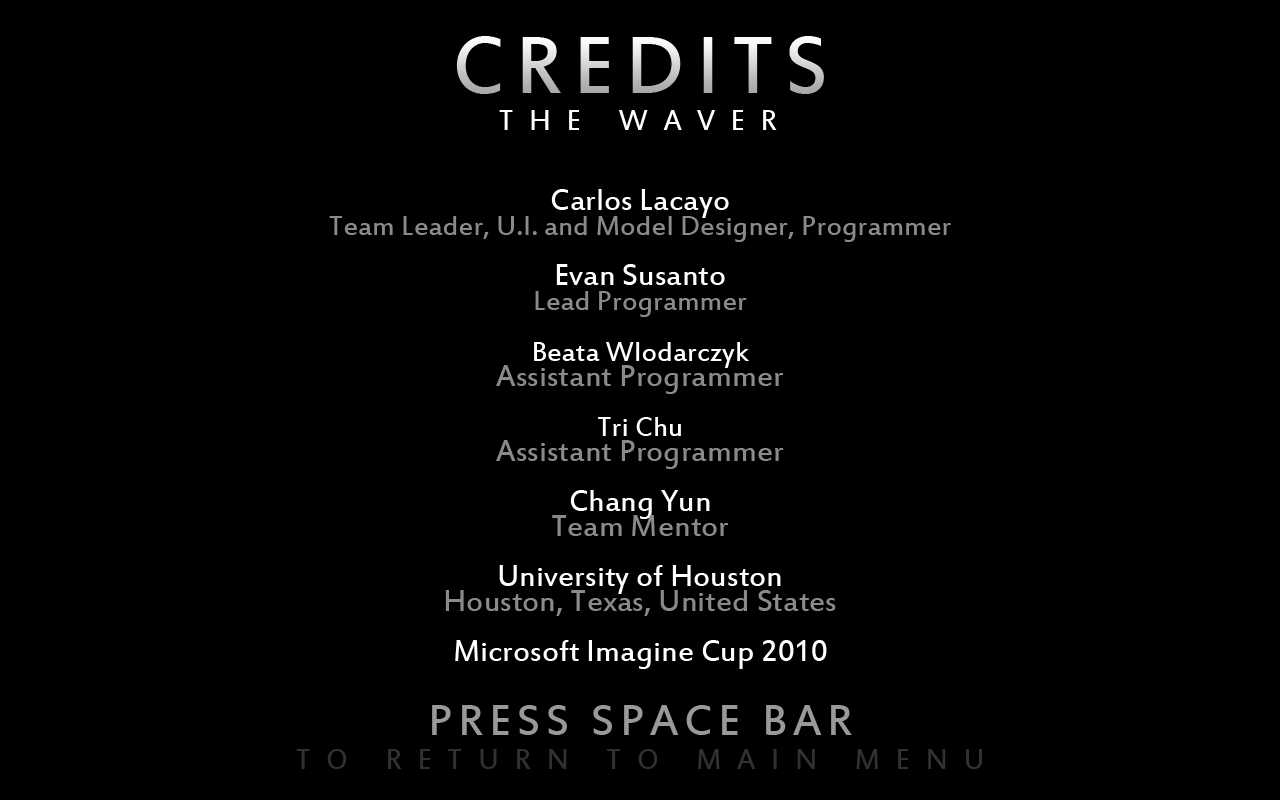 CREDITS
THE WAVER
Carlos Lacayo
Team Leader, U.I. and Model Designer, Programmer
Evan Susanto
Lead Programmer
Beata Wlodarczyk
Assistant Programmer
Tri Chu
Assistant Programmer
Chang Yun
Team Mentor
University of Houston
Houston, Texas, United States
Microsoft Imagine Cup 2010
PRESS SPACE BAR
TO RETURN TO MAIN MENU